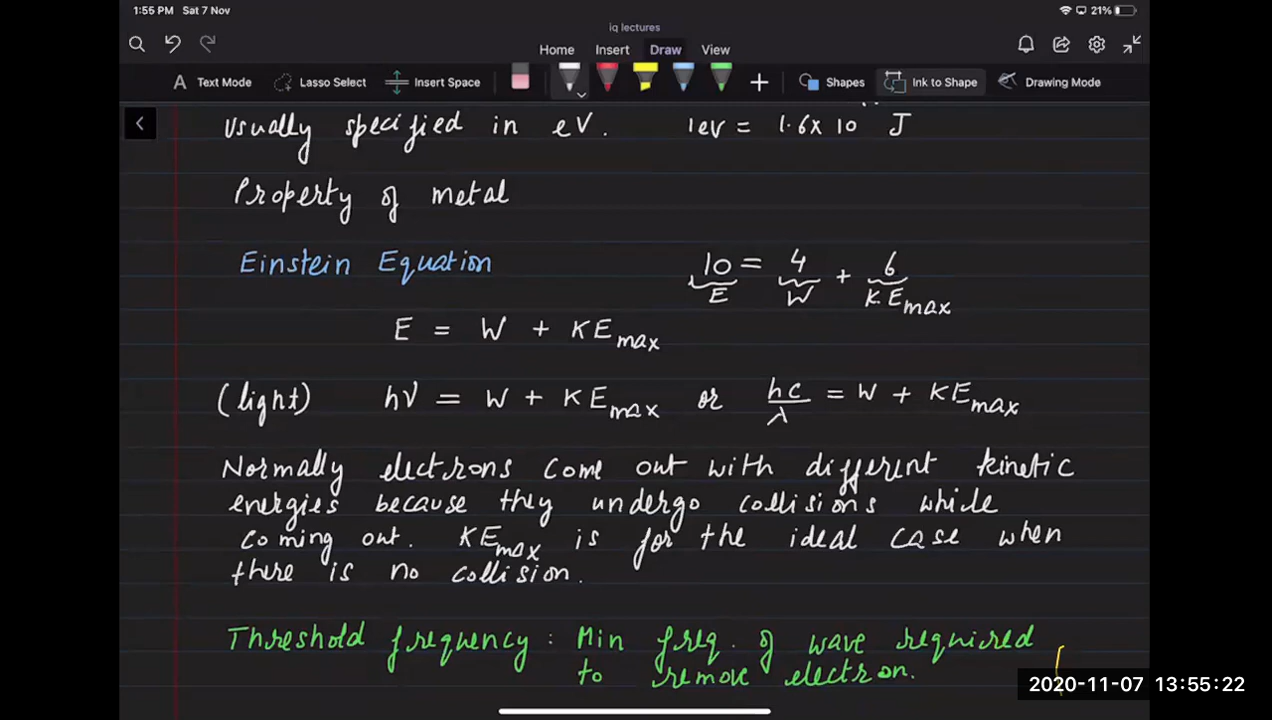 1:55 PM Sat 7 Nov
21%
iq lectures
Home Insert Draw View
Text Mode Lasso Select Insert Space Shapes Ink to Shape Drawing Mode
Usually specified in eV. 1eV = 1.6x 10 J
Property of metal
Einstein Equation
10 = 4 + 6
E W KEmax
E = W + KEmax
(light) hν = W + KEmax or hc/λ = W + KEmax
Normally electrons come out with different kinetic
energies because they undergo collisions while
coming out. KEmax is for the ideal case when
there is no collision.
Threshold frequency : Min freq. of wave required
to remove electron.
2020-11-07 13:55:22